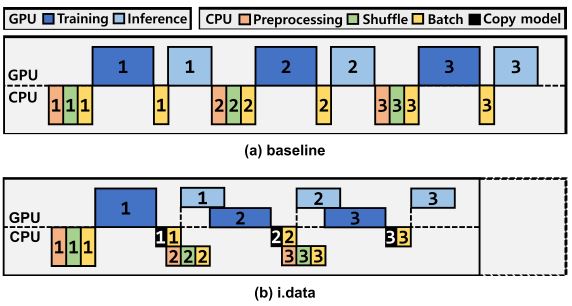 GPU: Training Inference CPU: Preprocessing Shuffle Batch Copy model
1 1 2 2 3 3
GPU
CPU
1 1 1 1 2 2 2 2 3 3 3 3
(a) baseline
1 1 2 2 3 3
GPU
CPU
1 1 1 1 1 2 2 3 3
2 2 2 3 3 3
(b) i.data